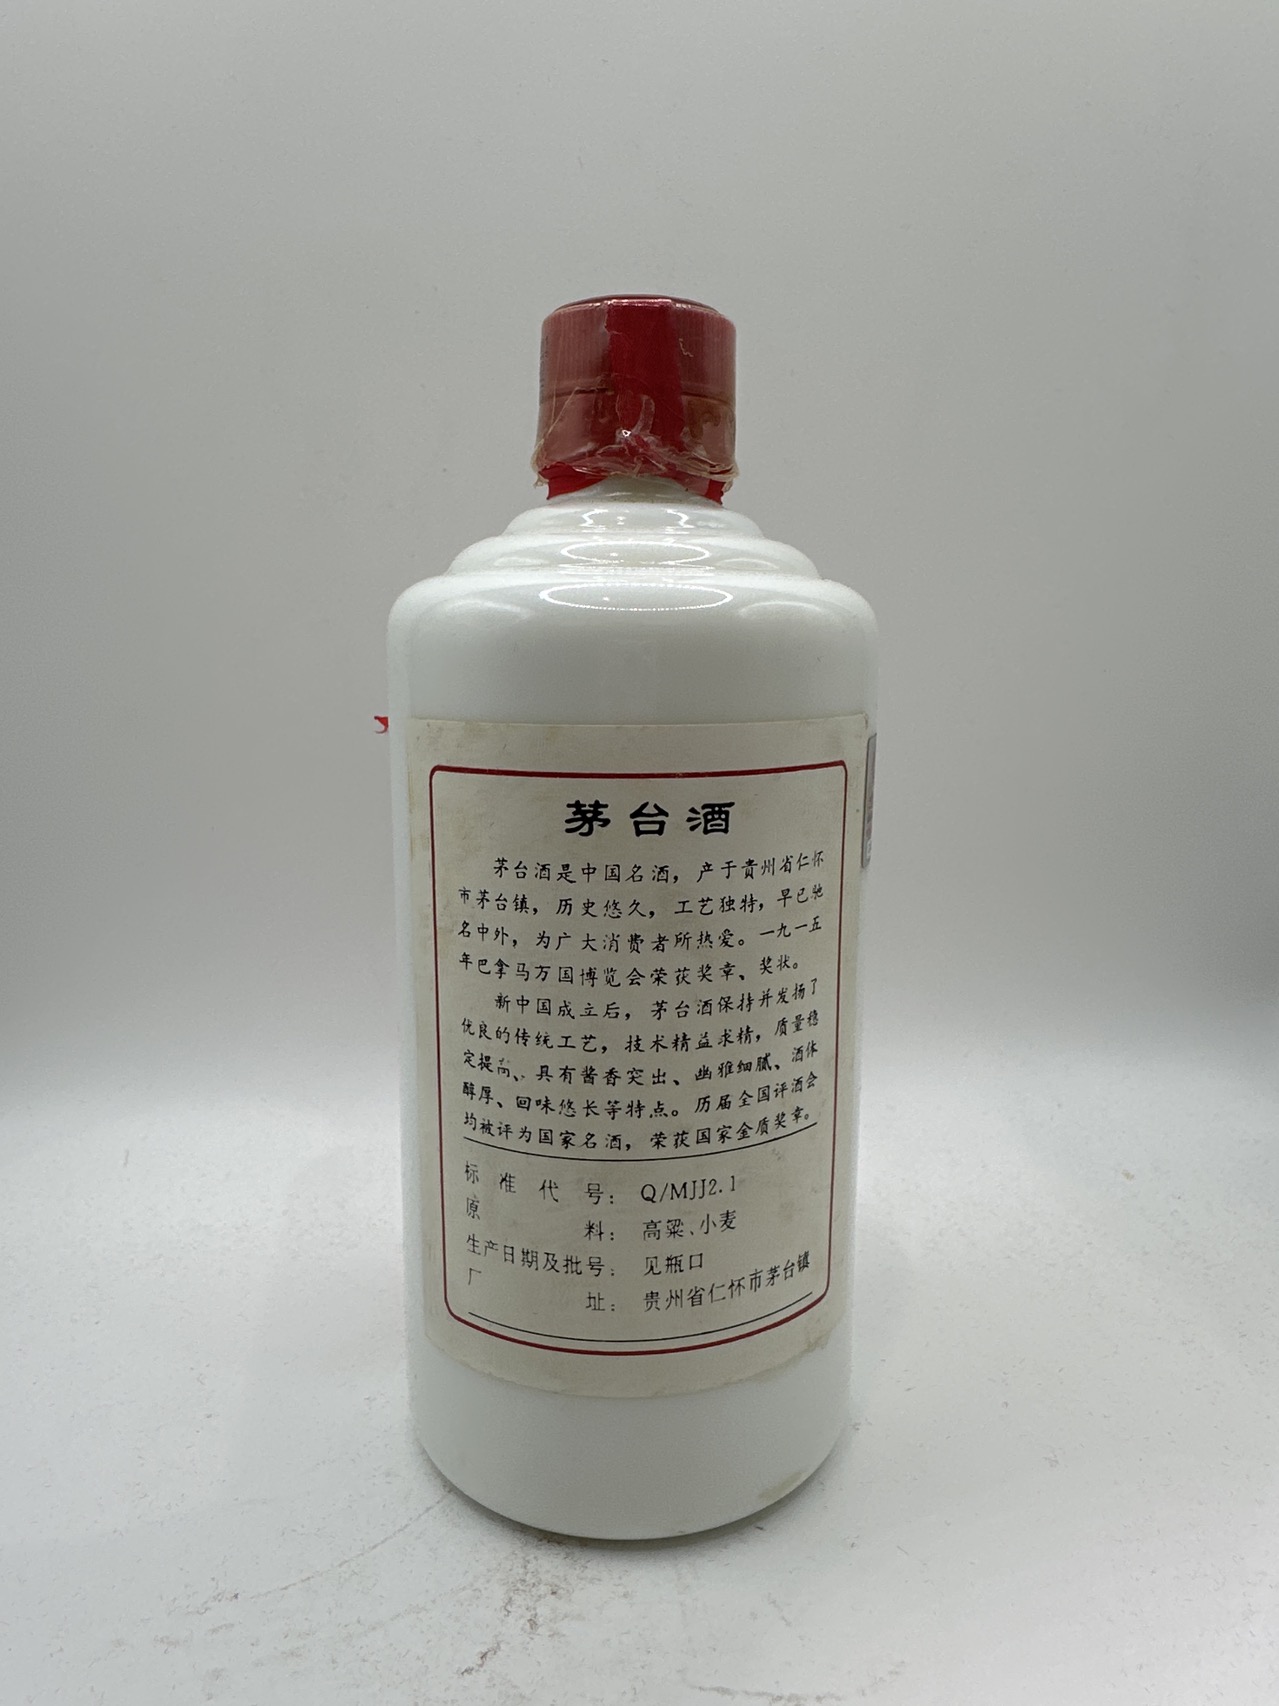 茅台酒
茅台酒是中国名酒，产于贵州省仁怀
市茅台镇，历史悠久，工艺独特，早已驰
名中外，为广大消费者所热爱。一九一五
年巴拿马万国博览会荣获奖章、奖状。
新中国成立后，茅台酒保持并发扬了
优良的传统工艺，技术精益求精，质量稳
定提高、具有酱香突出、幽雅细腻、酒体
醇厚、回味悠长等特点。历届全国评酒会
均被评为国家名酒，荣获国家金质奖章。
标准代号：Q/MJJ2.1
原料：高粱、小麦
生产日期及批号：见瓶口
厂址：贵州省仁怀市茅台镇